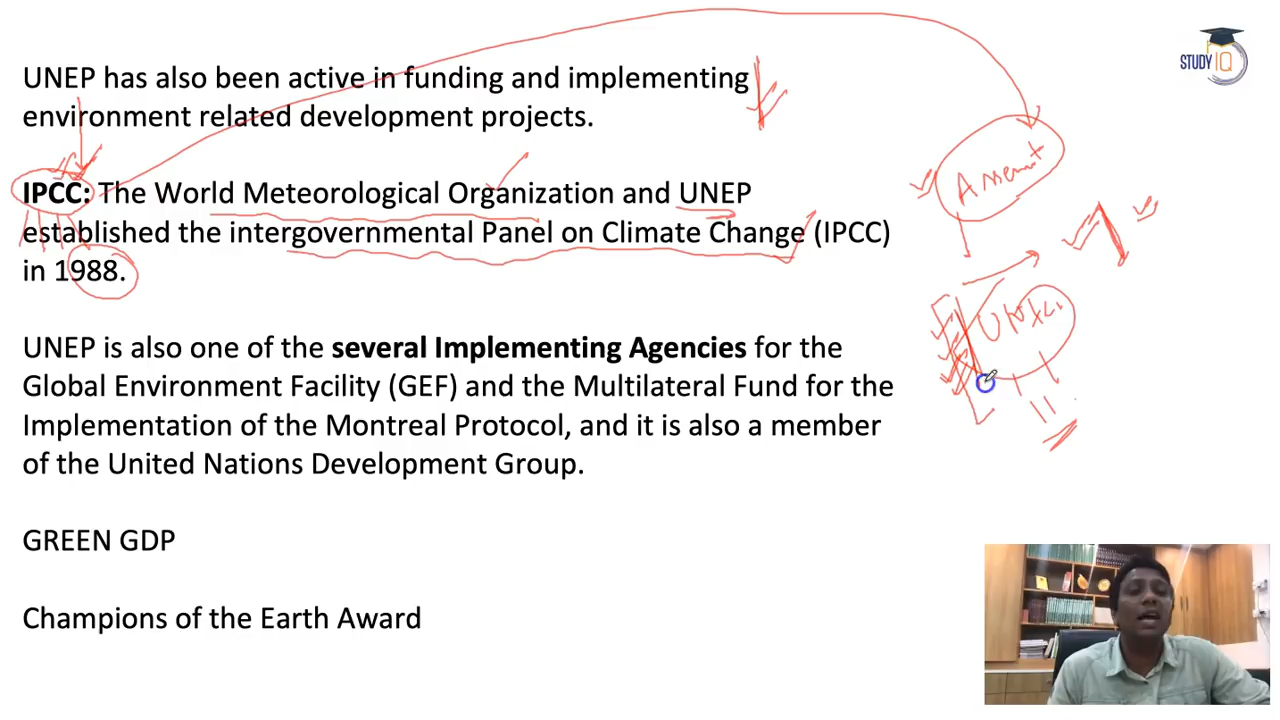 STUDY IQ
UNEP has also been active in funding and implementing
environment related development projects.
IPCC: The World Meteorological Organization and UNEP
established the intergovernmental Panel on Climate Change (IPCC)
in 1988.
UNEP is also one of the several Implementing Agencies for the
Global Environment Facility (GEF) and the Multilateral Fund for the
Implementation of the Montreal Protocol, and it is also a member
of the United Nations Development Group.
GREEN GDP
Champions of the Earth Award